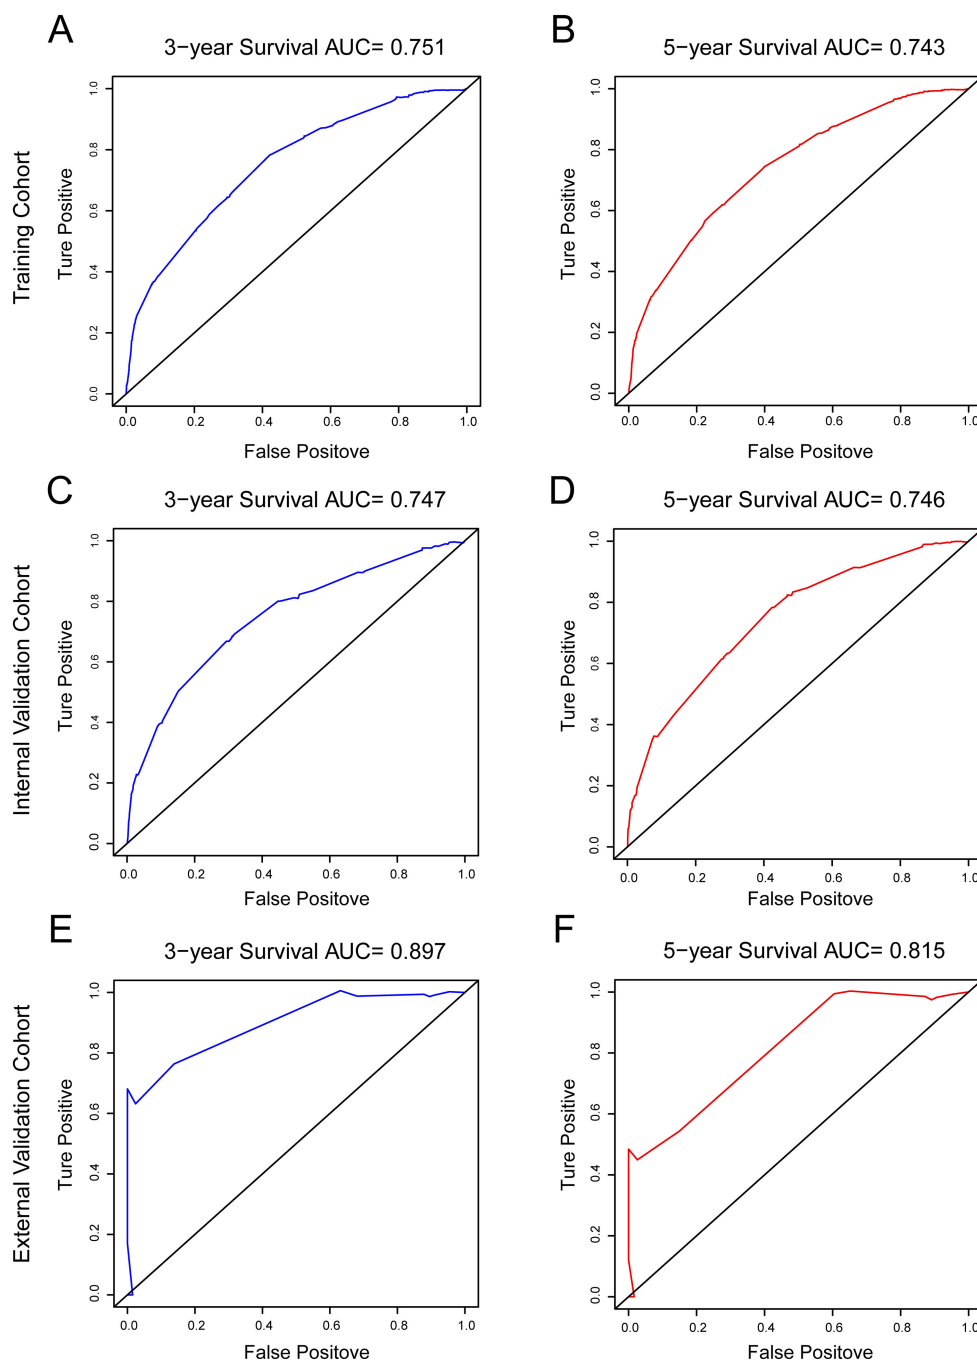 A
3−year Survival AUC= 0.751
Training Cohort
Ture Positive
0.0 0.2 0.4 0.6 0.8 1.0
0.0 0.2 0.4 0.6 0.8 1.0
False Positove
B
5−year Survival AUC= 0.743
Ture Positive
0.0 0.2 0.4 0.6 0.8 1.0
0.0 0.2 0.4 0.6 0.8 1.0
False Positove
C
3−year Survival AUC= 0.747
Internal Validation Cohort
Ture Positive
0.0 0.2 0.4 0.6 0.8 1.0
0.0 0.2 0.4 0.6 0.8 1.0
False Positove
D
5−year Survival AUC= 0.746
Ture Positive
0.0 0.2 0.4 0.6 0.8 1.0
0.0 0.2 0.4 0.6 0.8 1.0
False Positove
E
3−year Survival AUC= 0.897
External Validation Cohort
Ture Positive
0.0 0.2 0.4 0.6 0.8 1.0
0.0 0.2 0.4 0.6 0.8 1.0
False Positove
F
5−year Survival AUC= 0.815
Ture Positive
0.0 0.2 0.4 0.6 0.8 1.0
0.0 0.2 0.4 0.6 0.8 1.0
False Positove